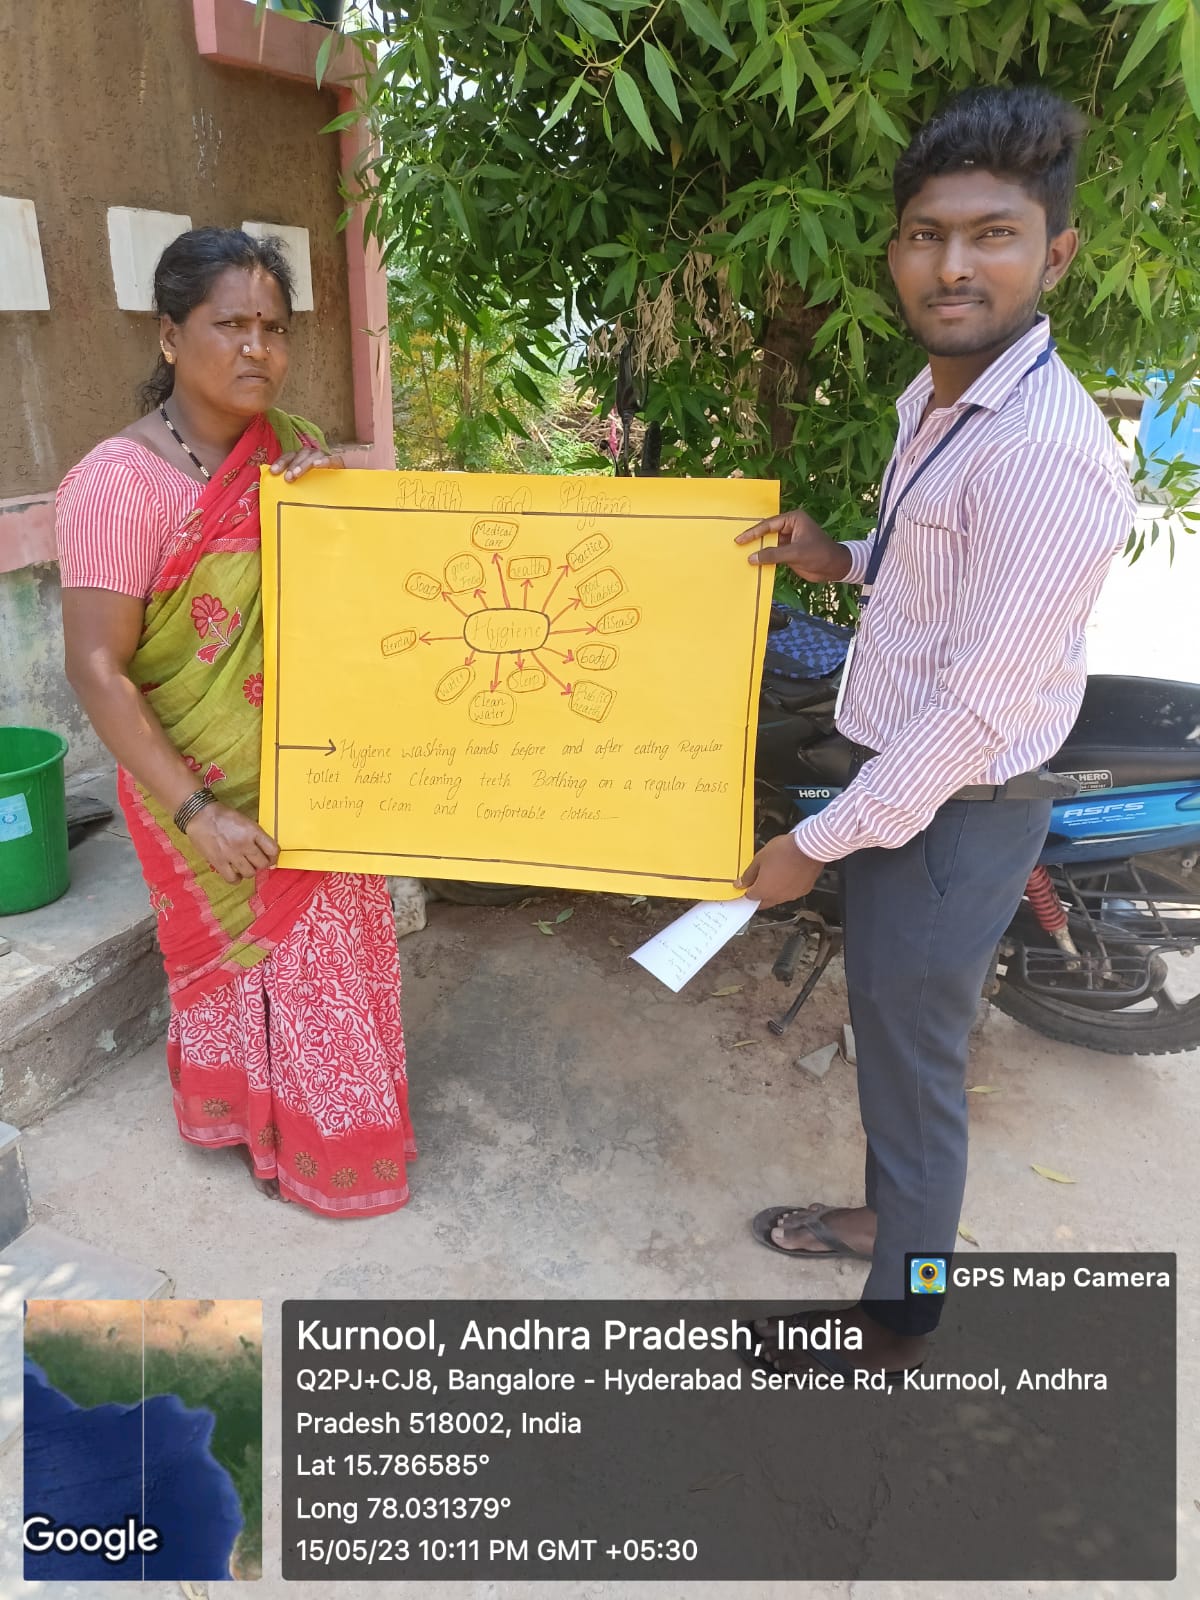 Health and Hygiene
Medical
care
good
Food
health
Practice
Soap
good
habits
disease
Hygiene
dental
body
water
Sleep
Clean
water
Public
health
Hygiene washing hands before and after eating Regular
toilet habits Cleaning teeth Bathing on a regular basis
Wearing clean and Comfortable clothes
Hero
HERO
RSFS
GPS Map Camera
Kurnool, Andhra Pradesh, India
Q2PJ+CJ8, Bangalore - Hyderabad Service Rd, Kurnool, Andhra
Pradesh 518002, India
Lat 15.786585°
Long 78.031379°
15/05/23 10:11 PM GMT +05:30
Google